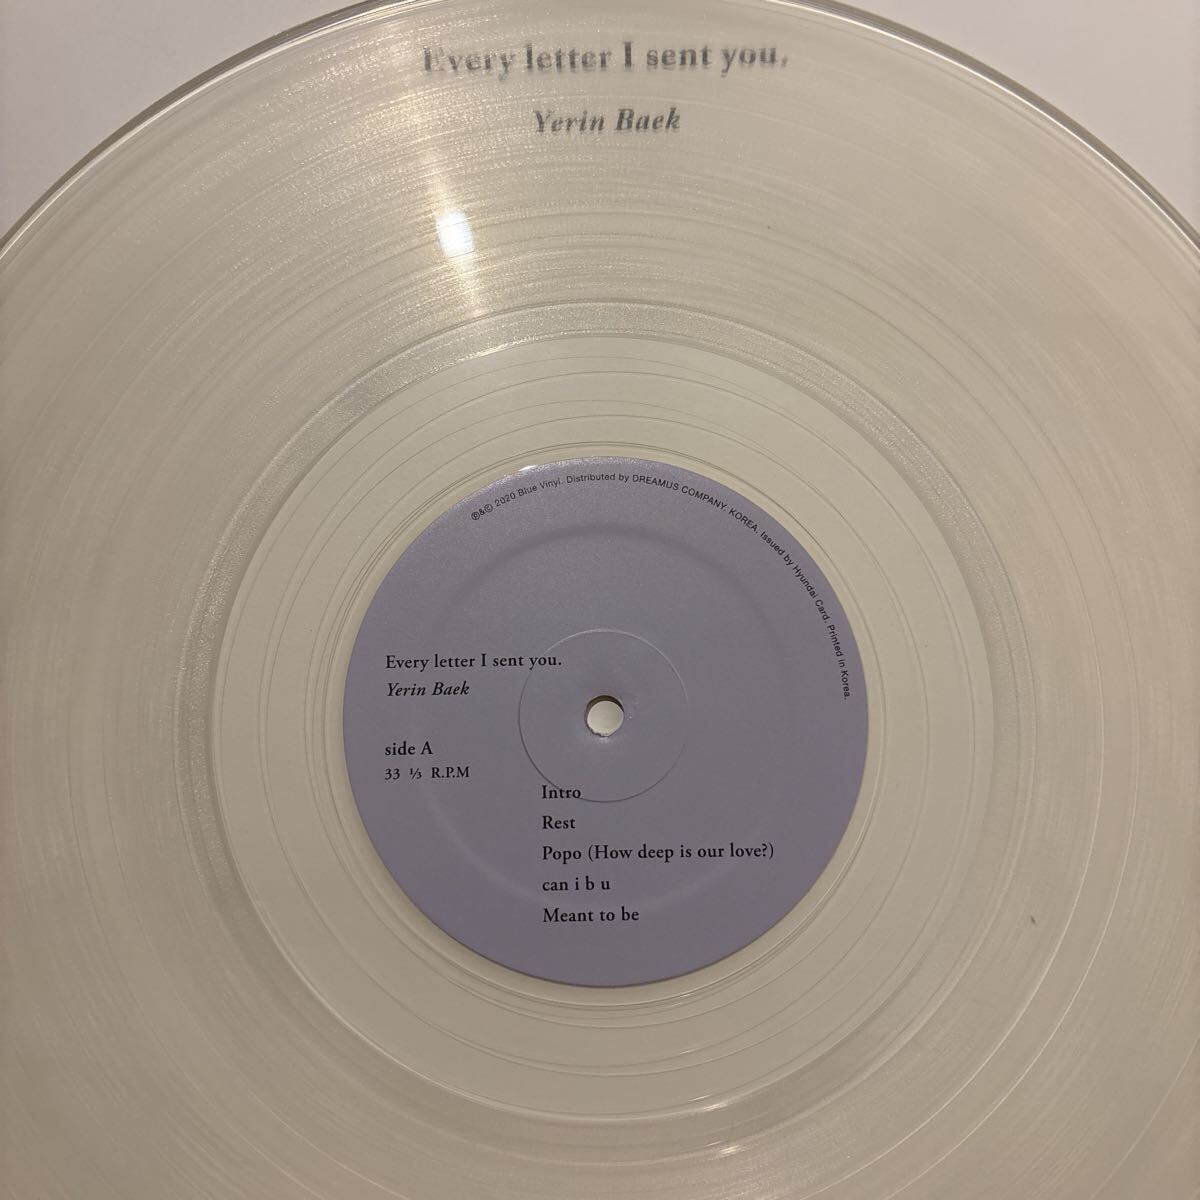 Every letter I sent you.
Yerin Baek
℗&© 2020 Blue Vinyl. Distributed by DREAMUS COMPANY. KOREA. Issued by Hyundai Card. Printed in Korea.
Every letter I sent you.
Yerin Baek
side A
33 ⅓ R.P.M
Intro
Rest
Popo (How deep is our love?)
can i b u
Meant to be